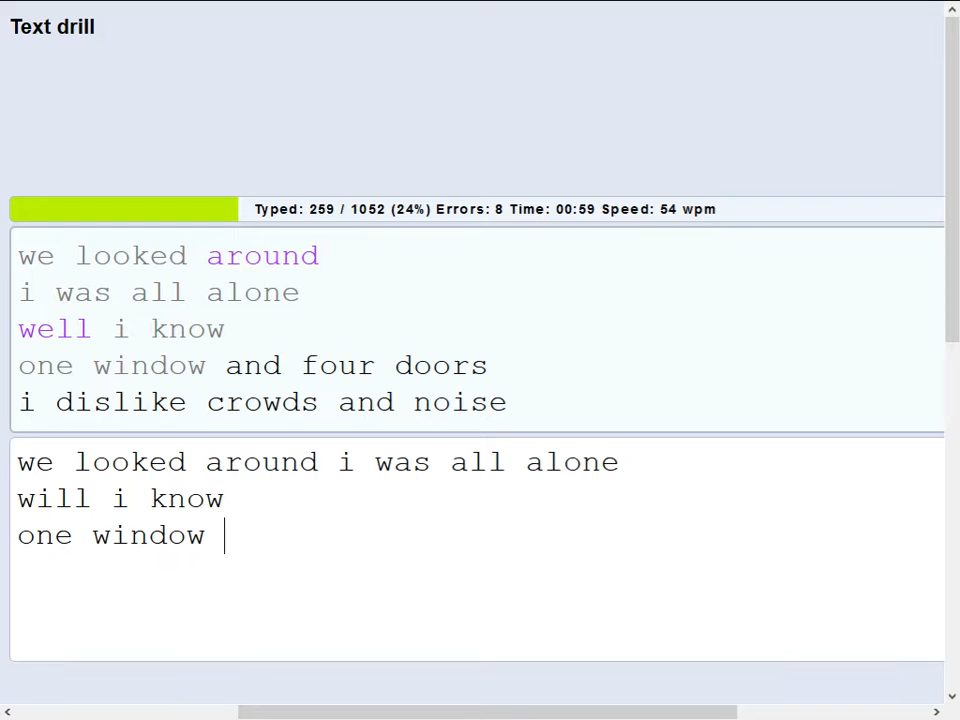 Text drill
Typed: 259 / 1052 (24%) Errors: 8 Time: 00:59 Speed: 54 wpm
we looked around
i was all alone
well i know
one window and four doors
i dislike crowds and noise
we looked around i was all alone
will i know
one window